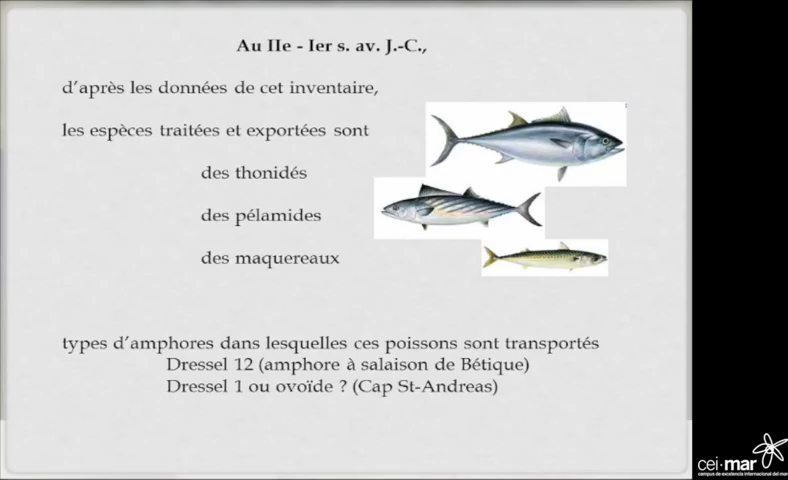 Au IIe - Ier s. av. J.-C.,
d'après les données de cet inventaire,
les espèces traitées et exportées sont
des thonidés
des pélamides
des maquereaux
types d'amphores dans lesquelles ces poissons sont transportés
Dressel 12 (amphore à salaison de Bétique)
Dressel 1 ou ovoïde ? (Cap St-Andreas)
cei·mar
campus de excelencia internacional del mar